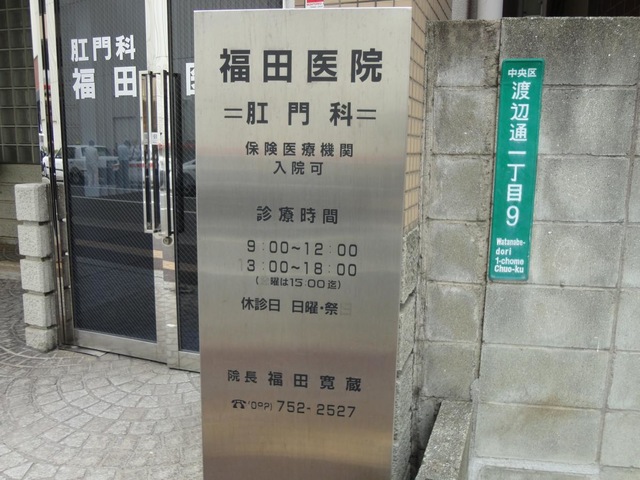 福田医院
=肛門科=
保険医療機関
入院可
診療時間
9:00~12:00
13:00~18:00
曜は15:00迄)
休診日 日曜・祭
院長 福田寛蔵
☎(092)752-2527
肛門科
福田
中央区
渡辺通一丁目9
Watanabe-
dori
1-chome
Chuo-ku